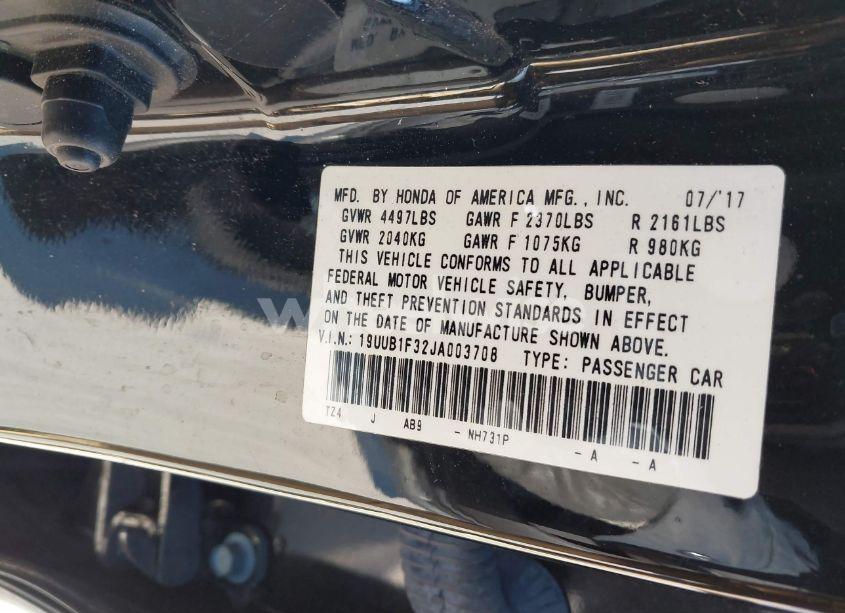 MFD. BY HONDA OF AMERICA MFG., INC. 07/'17
GVWR 4497LBS GAWR F 2370LBS R 2161LBS
GVWR 2040KG GAWR F 1075KG R 980KG
THIS VEHICLE CONFORMS TO ALL APPLICABLE
FEDERAL MOTOR VEHICLE SAFETY, BUMPER,
AND THEFT PREVENTION STANDARDS IN EFFECT
ON THE DATE OF MANUFACTURE SHOWN ABOVE.
V.I.N.: 19UUB1F32JA003708 TYPE: PASSENGER CAR
TZ4 J AB9 - NH731P -A -A